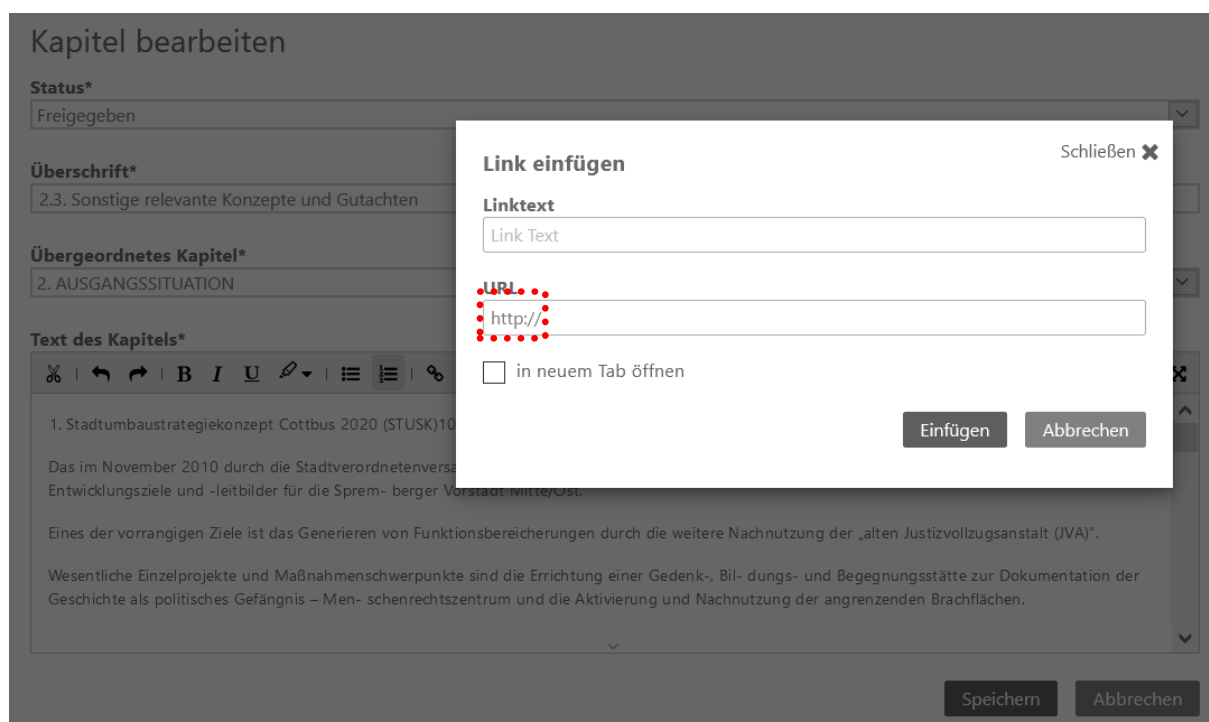 Kapitel bearbeiten
Status*
Freigegeben
Überschrift*
2.3. Sonstige relevante Konzepte und Gutachten
Übergeordnetes Kapitel*
2. AUSGANGSSITUATION
Text des Kapitels*
B I U
1. Stadtumbaustrategiekonzept Cottbus 2020 (STUSK)10
Das im November 2010 durch die
Entwicklungsziele und -leitbilder für die Sprem- berger Vorstadt Mitte/Ost.
Eines der vorrangigen Ziele ist das Generieren von Funktionsbereicherungen durch die weitere Nachnutzung der „alten Justizvollzugsanstalt (JVA)“.
Wesentliche Einzelprojekte und Maßnahmenschwerpunkte sind die Errichtung einer Gedenk-, Bil- dungs- und Begegnungsstätte zur Dokumentation der
Geschichte als politisches Gefängnis – Men- schenrechtszentrum und die Aktivierung und Nachnutzung der angrenzenden Brachflächen.
Speichern Abbrechen
Schließen
Link einfügen
Linktext
Link Text
URL
http://
in neuem Tab öffnen
Einfügen Abbrechen